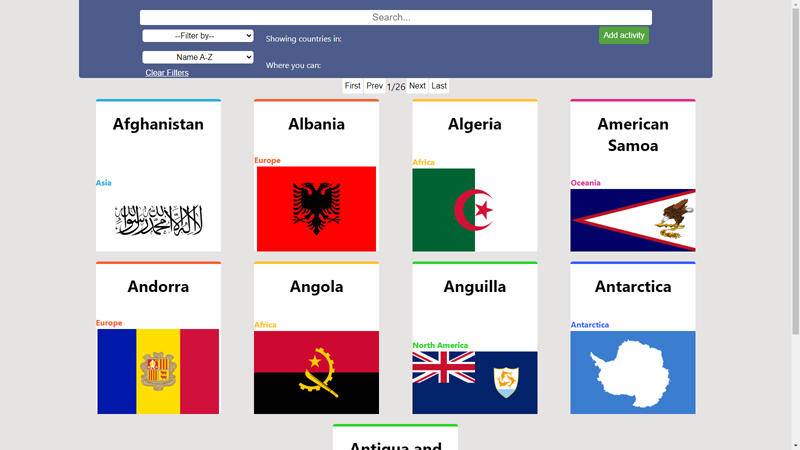 Search...
--Filter by--
Showing countries in:
Add activity
Name A-Z
Where you can:
Clear Filters
First Prev 1/26 Next Last
Afghanistan
Asia
لا إله إلا الله محمد رسول الله
Albania
Europe
Algeria
Africa
American
Samoa
Oceania
Andorra
Europe
Angola
Africa
Anguilla
North America
Antarctica
Antarctica
Antigua and